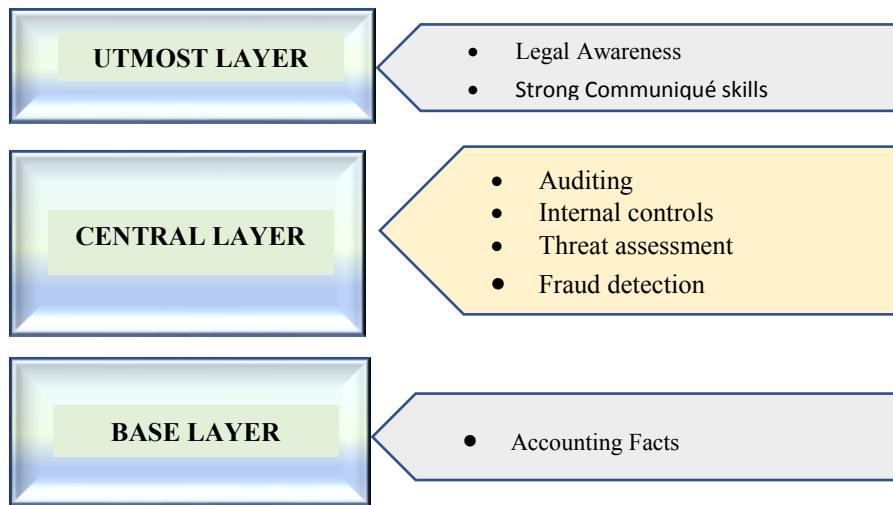 UTMOST LAYER
• Legal Awareness
• Strong Communiqué skills
CENTRAL LAYER
• Auditing
• Internal controls
• Threat assessment
• Fraud detection
BASE LAYER
• Accounting Facts